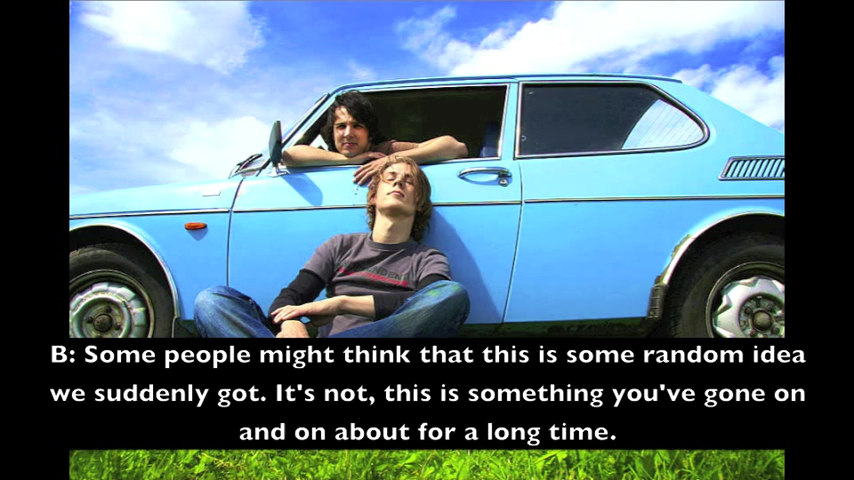 B: Some people might think that this is some random idea
we suddenly got. It's not, this is something you've gone on
and on about for a long time.